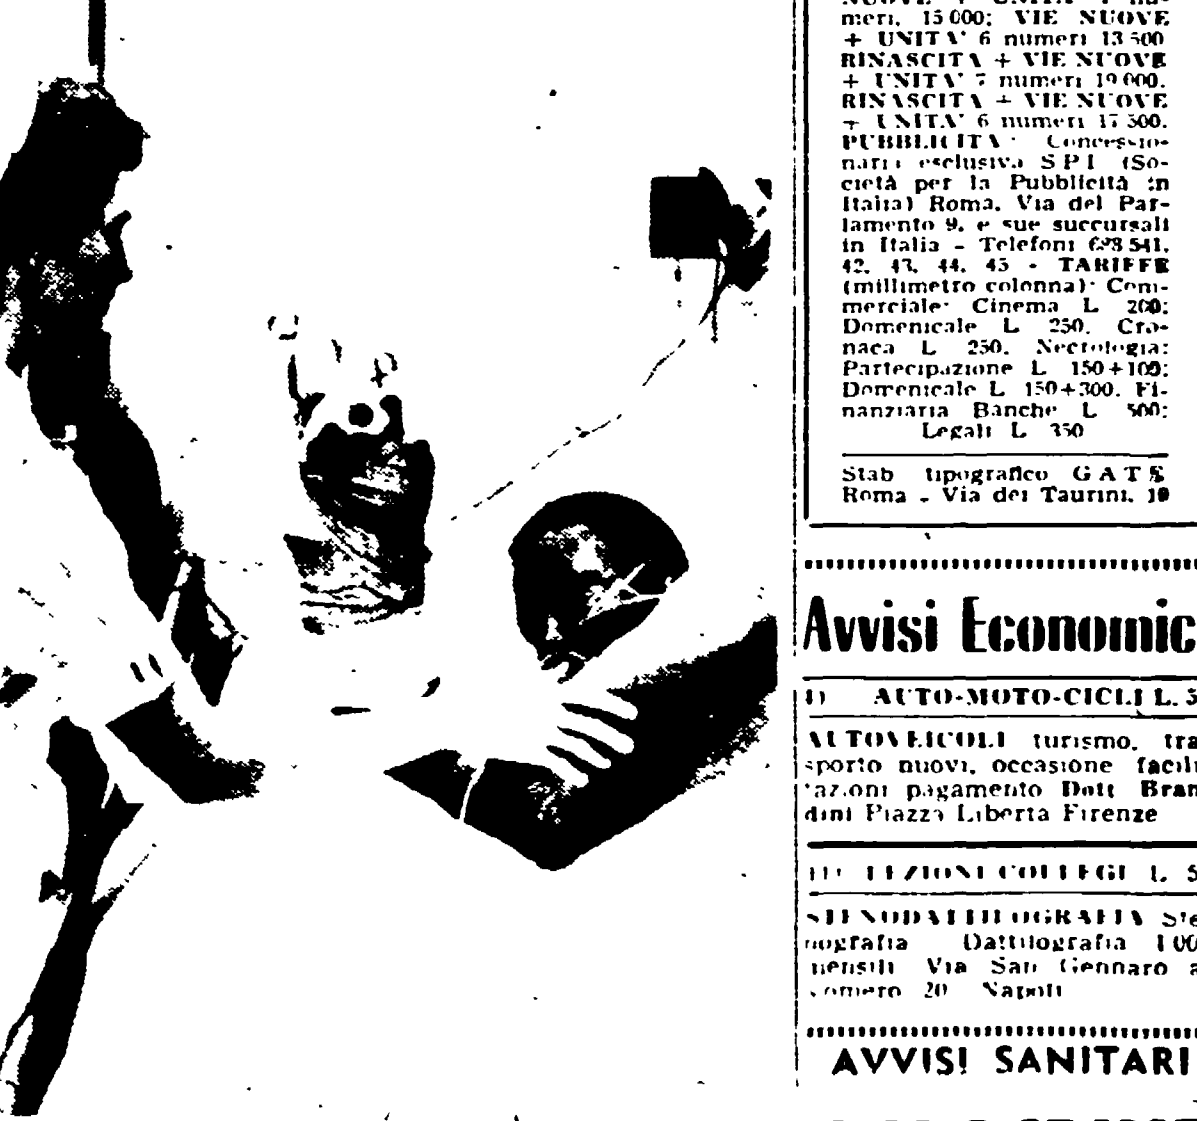 meri, 15 000; VIE NUOVE
+ UNITA' 6 numeri 13 500
RINASCITA + VIE NUOVE
+ UNITA' 7 numeri 19 000.
RINASCITA + VIE NUOVE
+ UNITA' 6 numeri 17 500.
PUBBLICITA' Concessio-
naria esclusiva S P I (So-
cietà per la Pubblicità in
Italia) Roma, Via del Par-
lamento 9, e sue succursali
in Italia - Telefoni 688 541,
42, 43, 44, 45 - TARIFFE
(millimetro colonna): Com-
merciale: Cinema L 200;
Domenicale L 250. Cro-
naca L 250. Necrologia:
Partecipazione L 150+100;
Domenicale L 150+300. Fi-
nanziaria Banche L 500;
Legali L 350
Stab tipografico G A T E
Roma - Via dei Taurini, 19
Avvisi Economic
AUTO-MOTO-CICLI L. 5
AUTOVEICOLI turismo, tra
sporto nuovi, occasione facili
tazioni pagamento Dott Bran
dini Piazza Libertà Firenze
LEZIONI COLLEGI L. 5
STENODATTILOGRAFIA Ste
nografia Dattilografia 1 00
mensili Via San Gennaro a
Vomero 20 Napoli
AVVISI SANITARI